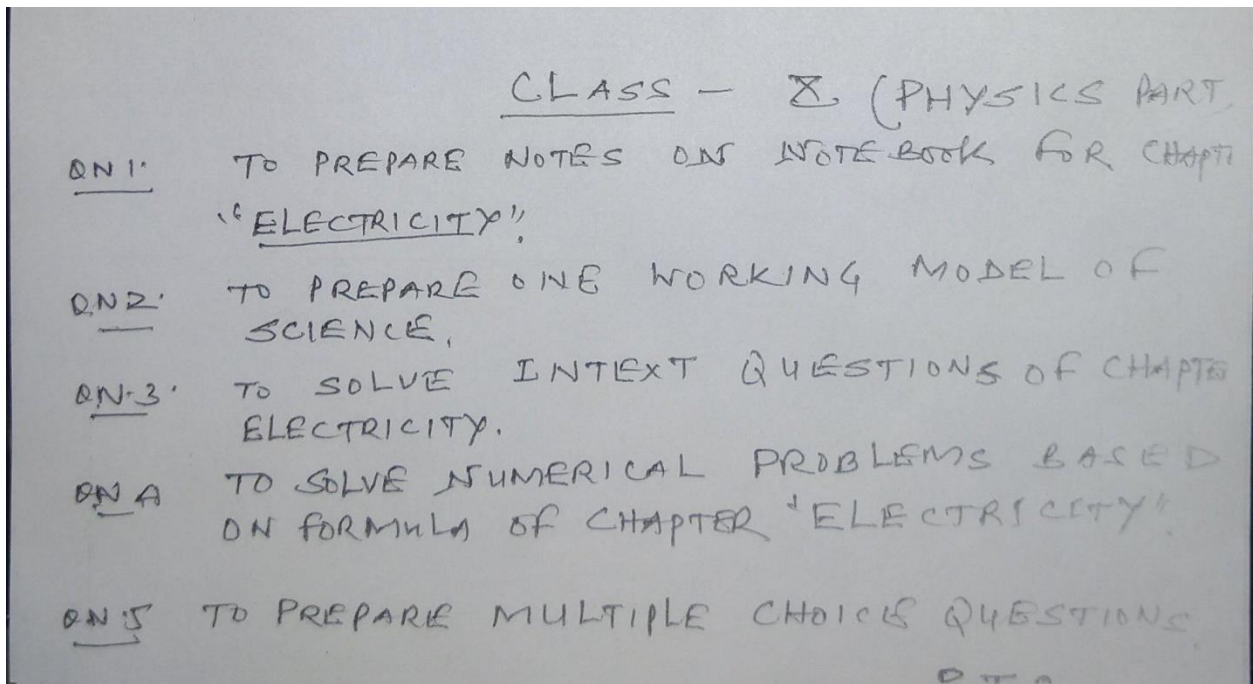 CLASS - X (PHYSICS PART
QN1. TO PREPARE NOTES ON NOTE BOOK FOR CHAPT
"ELECTRICITY".
QN2. TO PREPARE ONE WORKING MODEL OF
SCIENCE.
QN.3. TO SOLVE INTEXT QUESTIONS OF CHAPTE
ELECTRICITY.
QN 4 TO SOLVE NUMERICAL PROBLEMS BASED
ON FORMULA OF CHAPTER "ELECTRICITY".
QN.5 TO PREPARE MULTIPLE CHOICE QUESTIONS